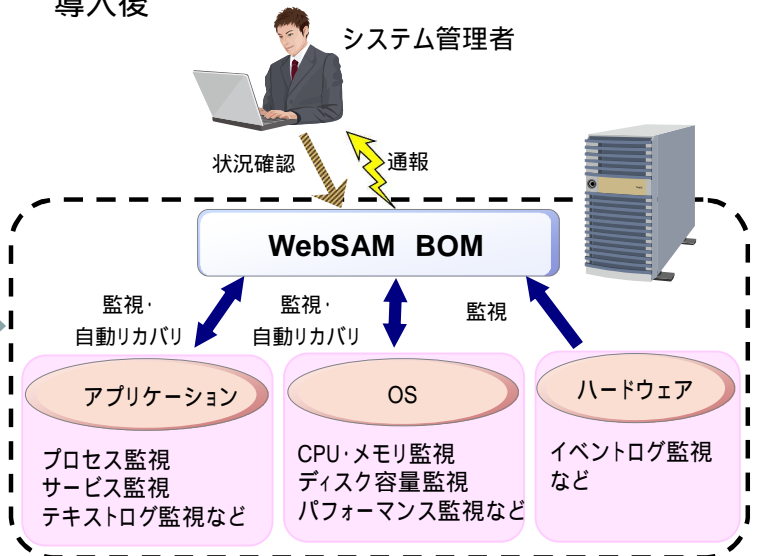 導入後
システム管理者
状況確認
通報
WebSAM BOM
監視・
自動リカバリ
監視・
自動リカバリ
監視
アプリケーション
プロセス監視
サービス監視
テキストログ監視など
OS
CPU・メモリ監視
ディスク容量監視
パフォーマンス監視など
ハードウェア
イベントログ監視
など